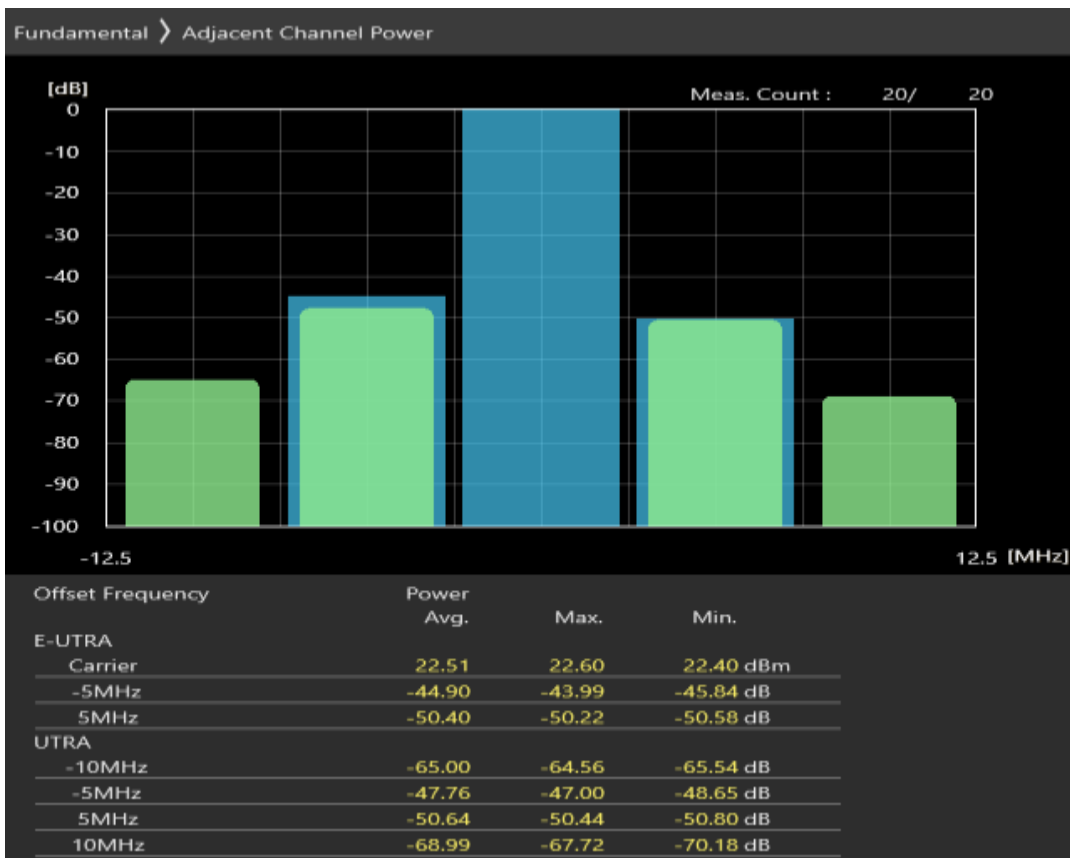 Fundamental 〉 Adjacent Channel Power
[dB]
Meas. Count : 20/ 20
0
-10
-20
-30
-40
-50
-60
-70
-80
-90
-100
-12.5 12.5 [MHz]
Offset Frequency Power
Avg. Max. Min.
E-UTRA
Carrier 22.51 22.60 22.40 dBm
-5MHz -44.90 -43.99 -45.84 dB
5MHz -50.40 -50.22 -50.58 dB
UTRA
-10MHz -65.00 -64.56 -65.54 dB
-5MHz -47.76 -47.00 -48.65 dB
5MHz -50.64 -50.44 -50.80 dB
10MHz -68.99 -67.72 -70.18 dB